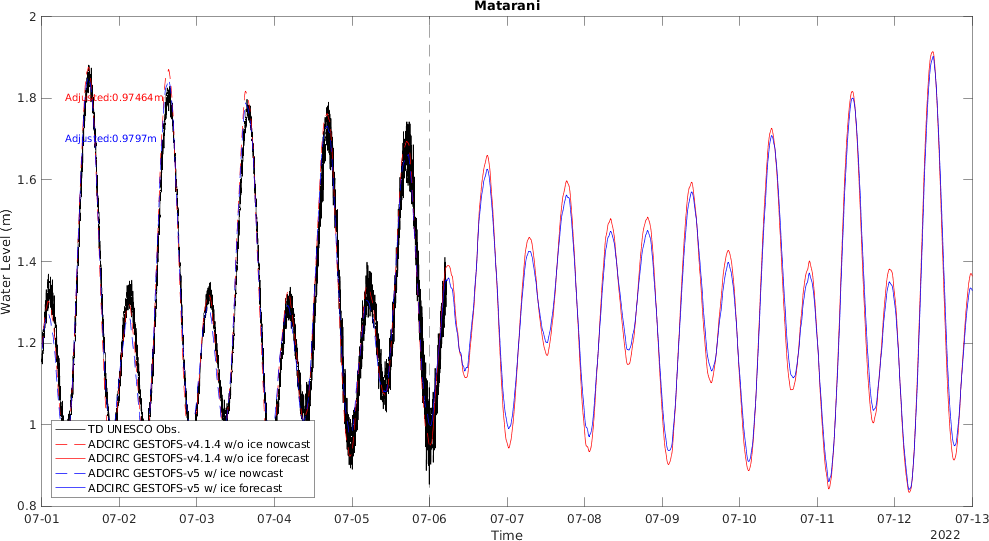 Matarani
2
1.8
1.6
1.4
1.2
1
0.8
Water Level (m)
Adjusted:0.97464m
Adjusted:0.9797m
TD UNESCO Obs.
ADCIRC GESTOFS-v4.1.4 w/o ice nowcast
ADCIRC GESTOFS-v4.1.4 w/o ice forecast
ADCIRC GESTOFS-v5 w/ ice nowcast
ADCIRC GESTOFS-v5 w/ ice forecast
07-01 07-02 07-03 07-04 07-05 07-06 07-07 07-08 07-09 07-10 07-11 07-12 07-13
Time
2022